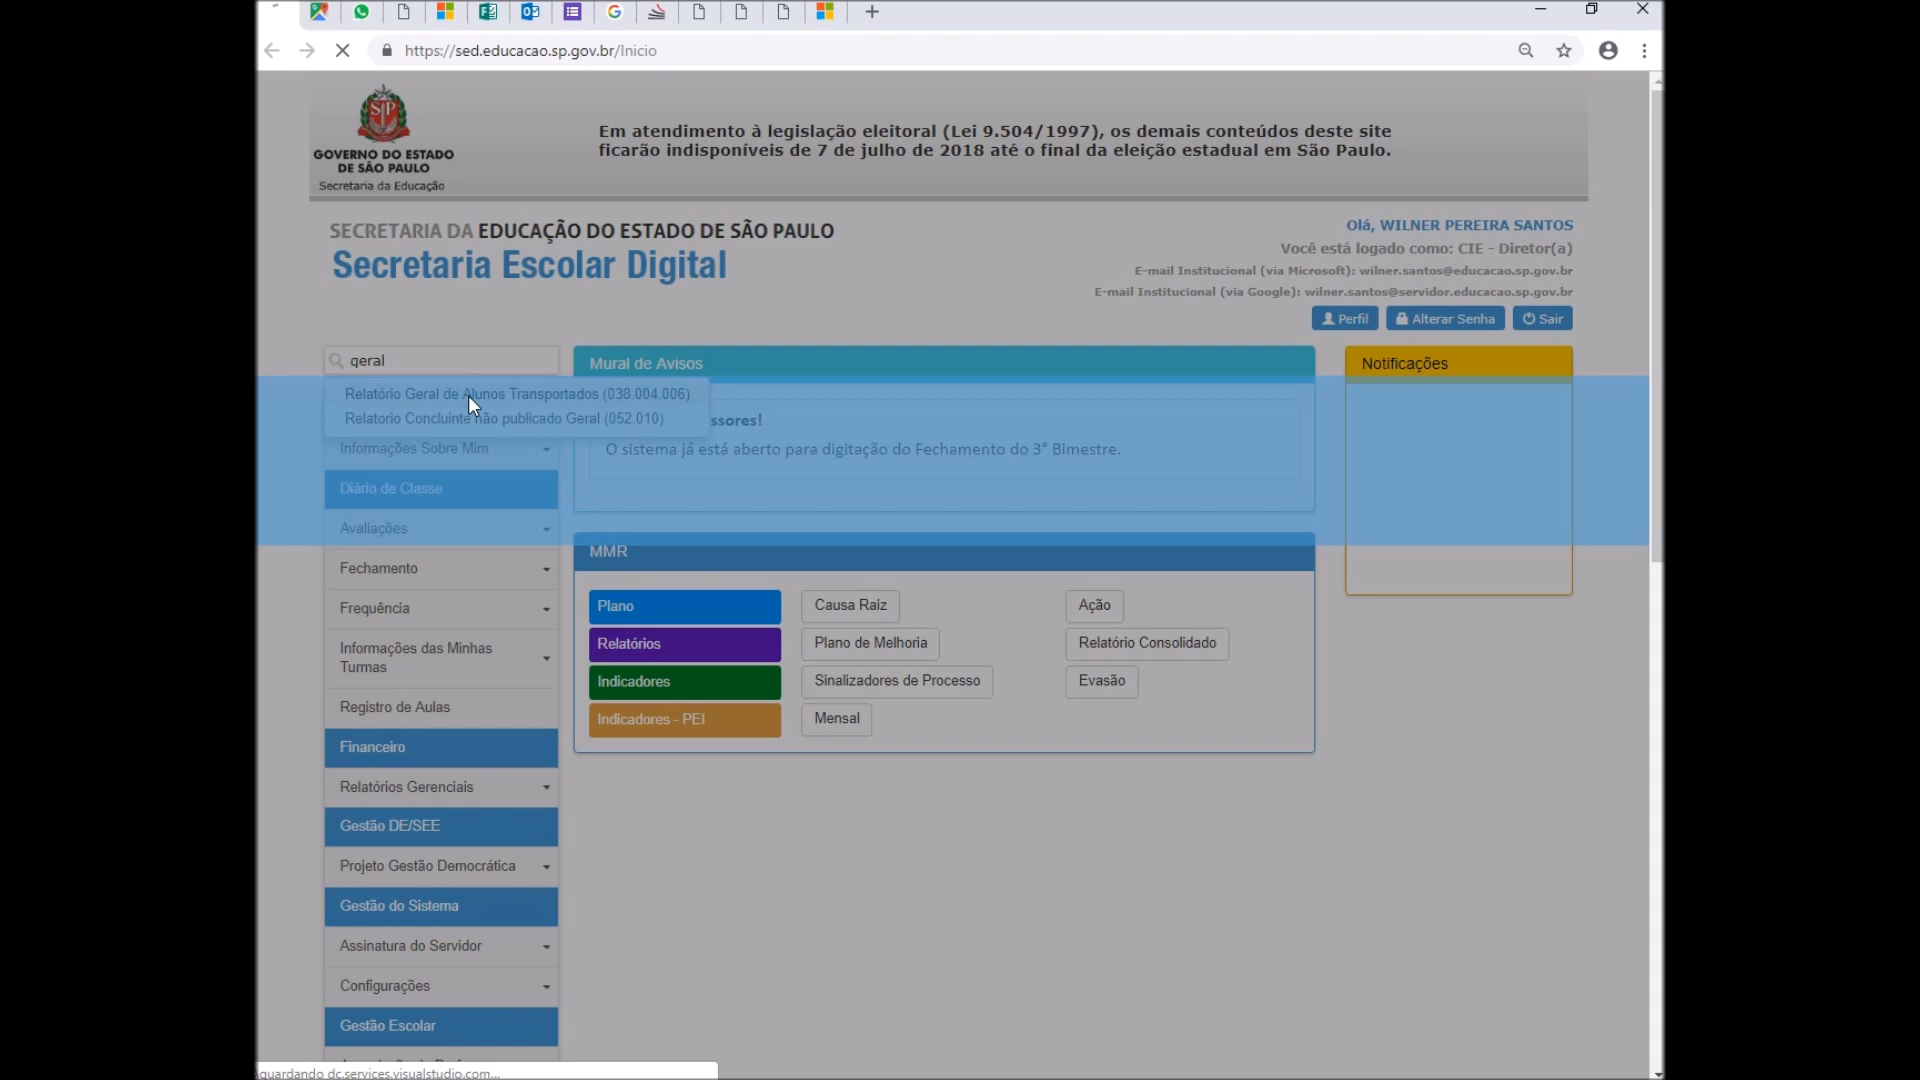 https://sed.educacao.sp.gov.br/Inicio
SP
GOVERNO DO ESTADO
DE SÃO PAULO
Secretaria da Educação
Em atendimento à legislação eleitoral (Lei 9.504/1997), os demais conteúdos deste site
ficarão indisponíveis de 7 de julho de 2018 até o final da eleição estadual em São Paulo.
SECRETARIA DA EDUCAÇÃO DO ESTADO DE SÃO PAULO
Secretaria Escolar Digital
Olá, WILNER PEREIRA SANTOS
Você está logado como: CIE - Diretor(a)
E-mail Institucional (via Microsoft): wilner.santos@educacao.sp.gov.br
E-mail Institucional (via Google): wilner.santos@servidor.educacao.sp.gov.br
Perfil Alterar Senha Sair
geral
Relatório Geral de Alunos Transportados (038.004.006)
Relatorio Concluinte não publicado Geral (052.010)
Informações Sobre Mim
Diário de Classe
Avaliações
Fechamento
Frequência
Informações das Minhas
Turmas
Registro de Aulas
Financeiro
Relatórios Gerenciais
Gestão DE/SEE
Projeto Gestão Democrática
Gestão do Sistema
Assinatura do Servidor
Configurações
Gestão Escolar
Mural de Avisos
ssores!
O sistema já está aberto para digitação do Fechamento do 3° Bimestre.
MMR
Plano Causa Raiz Ação
Relatórios Plano de Melhoria Relatório Consolidado
Indicadores Sinalizadores de Processo Evasão
Indicadores - PEI Mensal
Notificações
guardando dc.services.visualstudio.com...